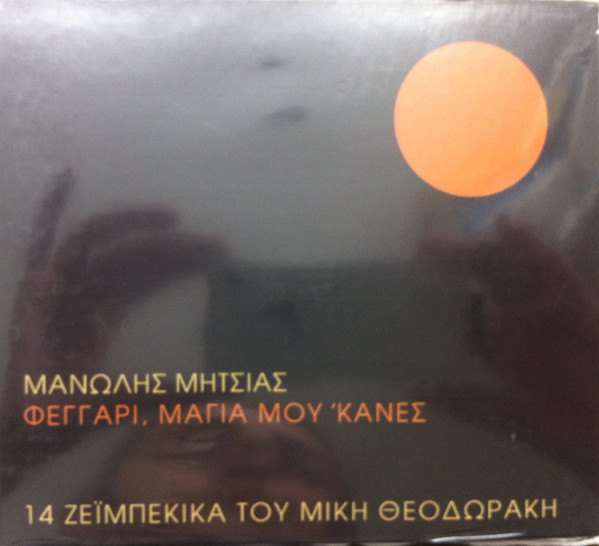 ΜΑΝΩΛΗΣ ΜΗΤΣΙΑΣ
ΦΕΓΓΑΡΙ, ΜΑΓΙΑ ΜΟΥ ΄ΚΑΝΕΣ
14 ΖΕΪΜΠΕΚΙΚΑ ΤΟΥ ΜΙΚΗ ΘΕΟΔΩΡΑΚΗ